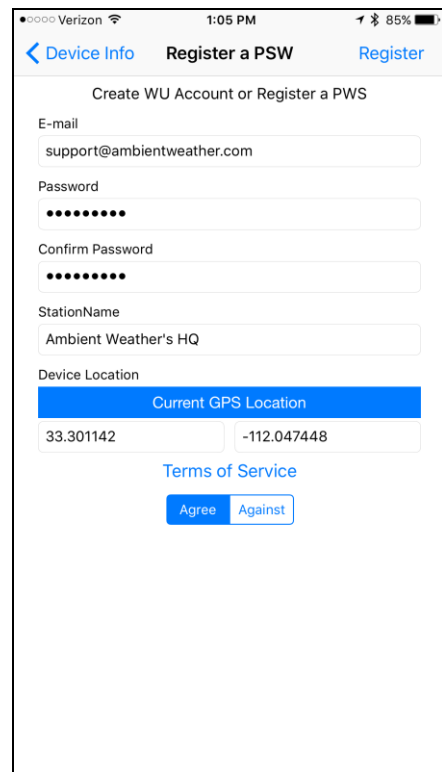 Verizon 1:05 PM 85%
Device Info Register a PSW Register
Create WU Account or Register a PWS
E-mail
support@ambientweather.com
Password
●●●●●●●●●
Confirm Password
●●●●●●●●●
StationName
Ambient Weather's HQ
Device Location
Current GPS Location
33.301142 -112.047448
Terms of Service
Agree Against